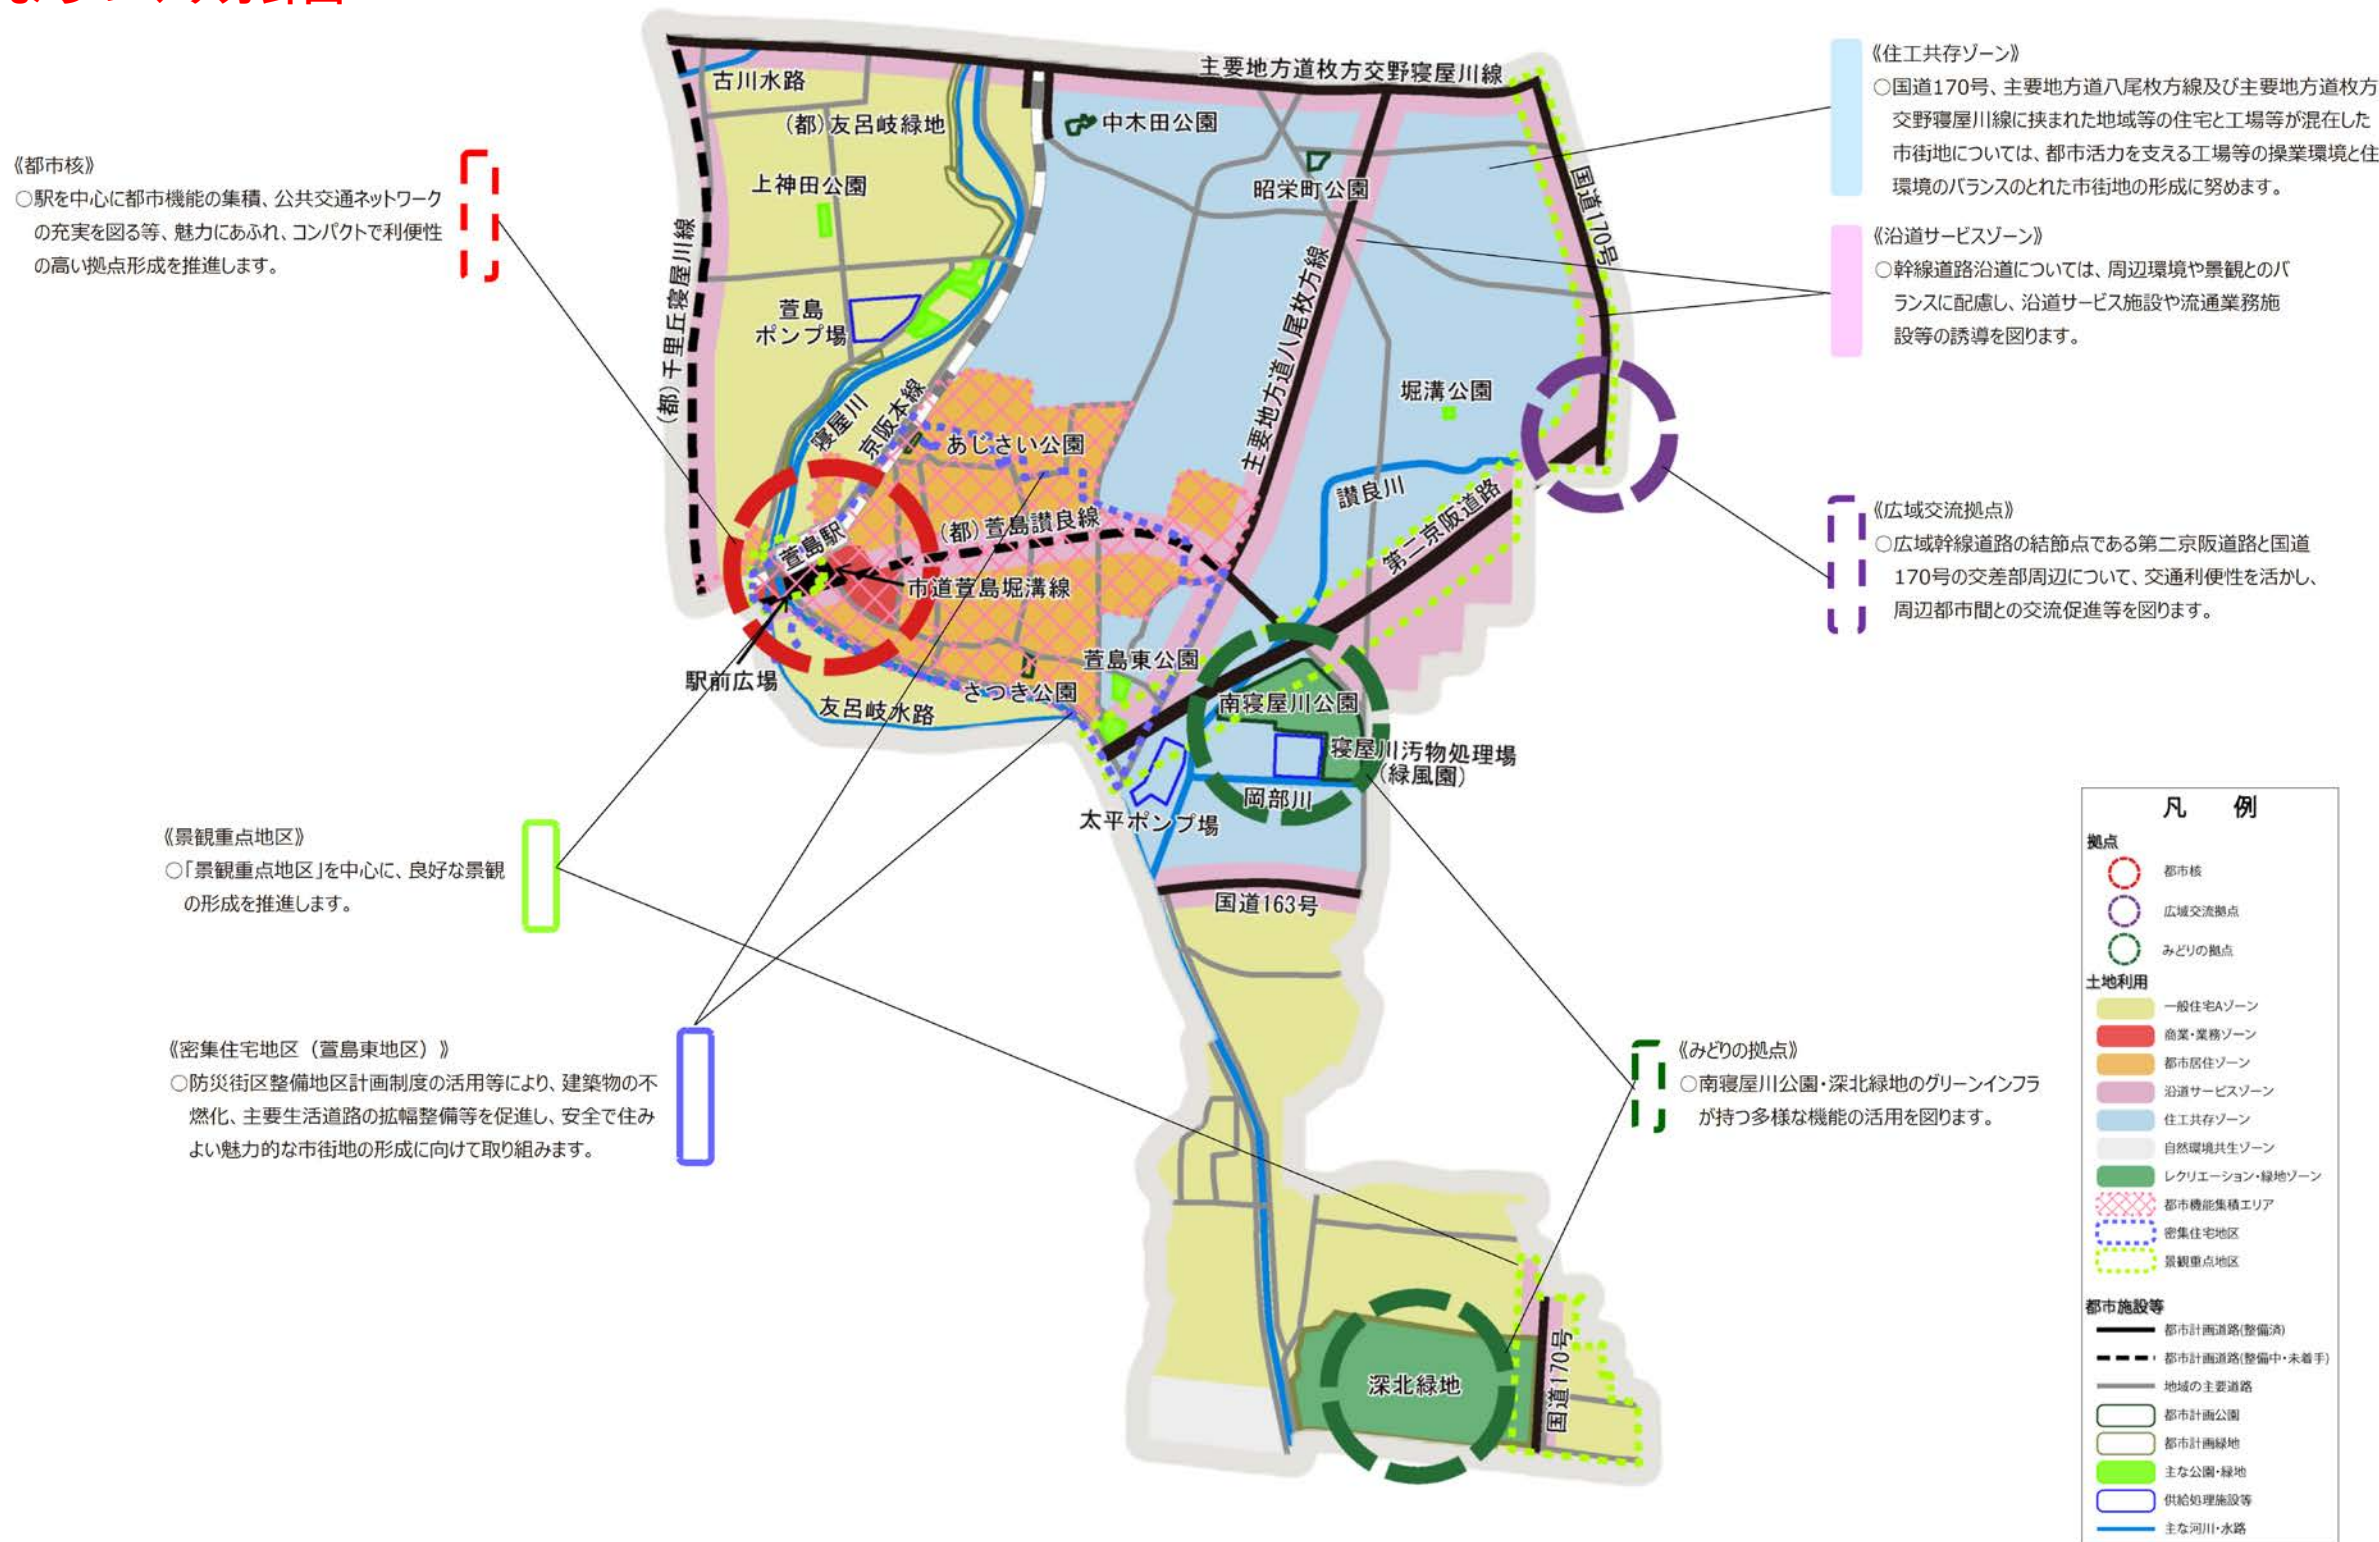 《都市核》
○駅を中心に都市機能の集積、公共交通ネットワーク
の充実を図る等、魅力にあふれ、コンパクトで利便性
の高い拠点形成を推進します。
《景観重点地区》
○「景観重点地区」を中心に、良好な景観
の形成を推進します。
《密集住宅地区（萱島東地区）》
○防災街区整備地区計画制度の活用等により、建築物の不
燃化、主要生活道路の拡幅整備等を促進し、安全で住み
よい魅力的な市街地の形成に向けて取り組みます。
主要地方道枚方交野寝屋川線
古川水路
(都)友呂岐緑地
中木田公園
上神田公園
昭栄町公園
国道170号
(都)千里丘寝屋川線
萱島
ポンプ場
主要地方道八尾枚方線
堀溝公園
寝屋川
京阪本線
あじさい公園
讃良川
(都)萱島讃良線
第二京阪道路
萱島駅
市道萱島堀溝線
駅前広場
萱島東公園
さつき公園
友呂岐水路
南寝屋川公園
寝屋川汚物処理場
(緑風園)
岡部川
太平ポンプ場
国道163号
深北緑地
国道170号
《住工共存ゾーン》
○国道170号、主要地方道八尾枚方線及び主要地方道枚方
交野寝屋川線に挟まれた地域等の住宅と工場等が混在した
市街地については、都市活力を支える工場等の操業環境と住
環境のバランスのとれた市街地の形成に努めます。
《沿道サービスゾーン》
○幹線道路沿道については、周辺環境や景観とのバ
ランスに配慮し、沿道サービス施設や流通業務施
設等の誘導を図ります。
《広域交流拠点》
○広域幹線道路の結節点である第二京阪道路と国道
170号の交差部周辺について、交通利便性を活かし、
周辺都市間との交流促進等を図ります。
《みどりの拠点》
○南寝屋川公園・深北緑地のグリーンインフラ
が持つ多様な機能の活用を図ります。
凡 例
拠点
都市核
広域交流拠点
みどりの拠点
土地利用
一般住宅Aゾーン
商業・業務ゾーン
都市居住ゾーン
沿道サービスゾーン
住工共存ゾーン
自然環境共生ゾーン
レクリエーション・緑地ゾーン
都市機能集積エリア
密集住宅地区
景観重点地区
都市施設等
都市計画道路(整備済)
都市計画道路(整備中・未着手)
地域の主要道路
都市計画公園
都市計画緑地
主な公園・緑地
供給処理施設等
主な河川・水路